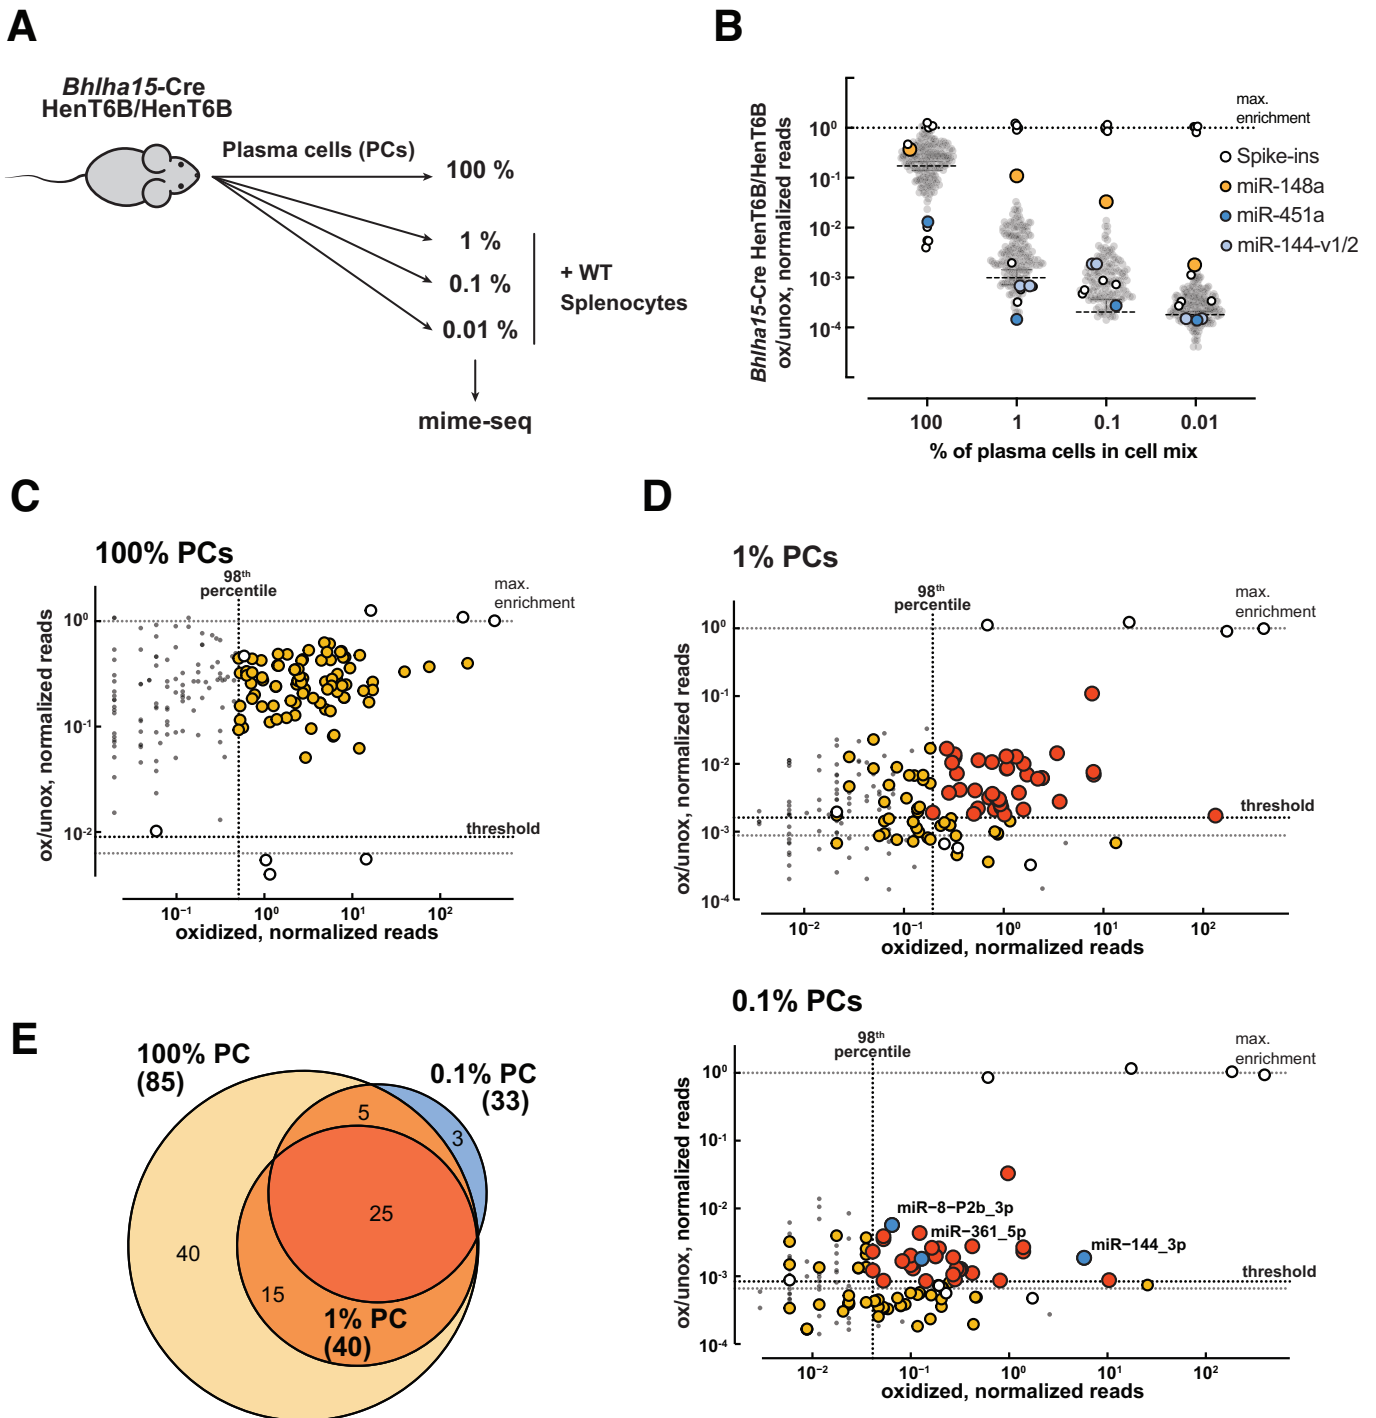 A
Bhlha15-Cre
HenT6B/HenT6B
Plasma cells (PCs)
100 %
1 %
0.1 %
0.01 %
+ WT
Splenocytes
mime-seq
B
Bhlha15-Cre HenT6B/HenT6B
ox/unox, normalized reads
10⁰
10⁻¹
10⁻²
10⁻³
10⁻⁴
max.
enrichment
Spike-ins
miR-148a
miR-451a
miR-144-v1/2
100
1
0.1
0.01
% of plasma cells in cell mix
C
100% PCs
98th
percentile
max.
enrichment
ox/unox, normalized reads
10⁰
10⁻¹
10⁻²
threshold
10⁻¹
10⁰
10¹
10²
oxidized, normalized reads
D
1% PCs
98th
percentile
max.
enrichment
ox/unox, normalized reads
10⁰
10⁻¹
10⁻²
10⁻³
10⁻⁴
threshold
10⁻²
10⁻¹
10⁰
10¹
10²
oxidized, normalized reads
0.1% PCs
98th
percentile
max.
enrichment
ox/unox, normalized reads
10⁰
10⁻¹
10⁻²
10⁻³
10⁻⁴
miR−8−P2b_3p
miR−361_5p
miR−144_3p
threshold
10⁻²
10⁻¹
10⁰
10¹
10²
oxidized, normalized reads
E
100% PC
(85)
0.1% PC
(33)
5
3
25
40
15
1% PC
(40)